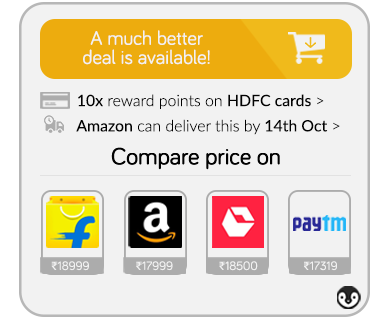 A much better
deal is available!
10x reward points on HDFC cards >
Amazon can deliver this by 14th Oct >
Compare price on
f a paytm
₹18999 ₹17999 ₹18500 ₹17319